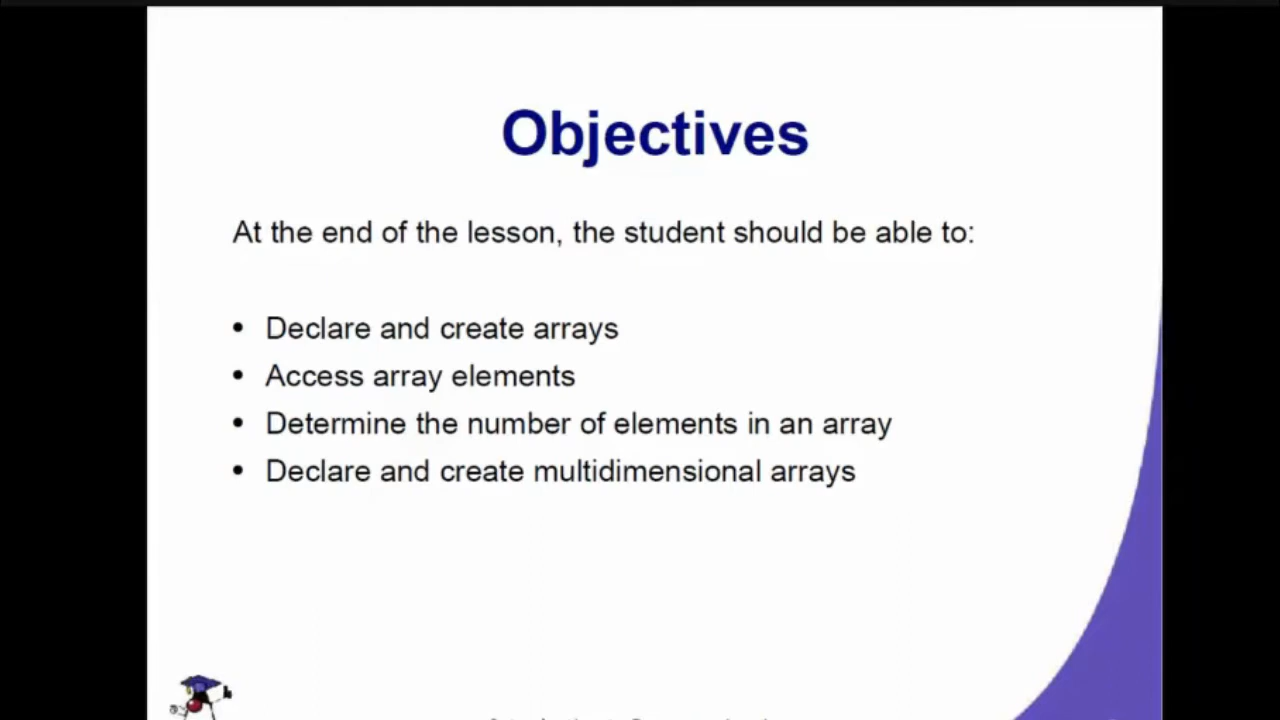 Objectives
At the end of the lesson, the student should be able to:
• Declare and create arrays
• Access array elements
• Determine the number of elements in an array
• Declare and create multidimensional arrays